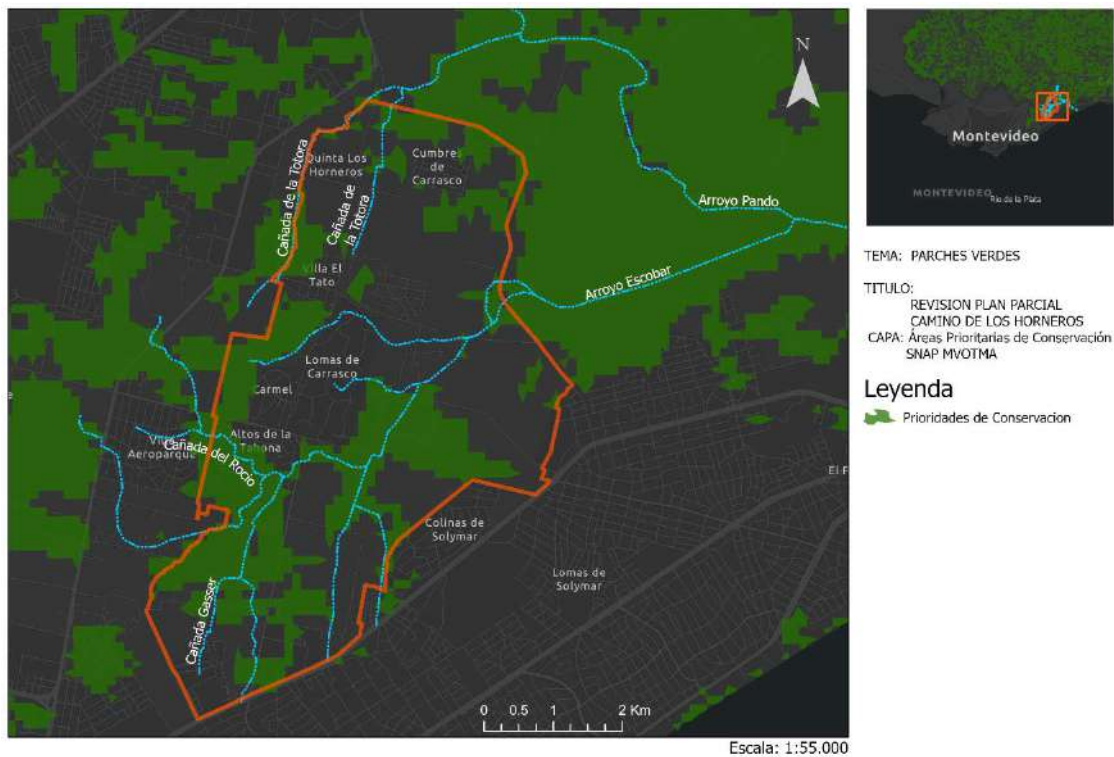 N
Quinta Los
Horneros
Cumbre
de
Carrasco
Cañada de la Totora
Cañada de
la Totora
Villa El
Tato
Arroyo Pando
Arroyo Escobar
Lomas de
Carrasco
Carmel
Altos de la
Tahona
Villa
Aeroparque
Cañada del Rocio
Colinas de
Solymar
Lomas de
Solymar
Cañada Gasser
0 0.5 1 2 Km
Escala: 1:55.000
Montevideo
MONTEVIDEO
Rio de la Plata
TEMA: PARCHES VERDES
TITULO:
REVISION PLAN PARCIAL
CAMINO DE LOS HORNEROS
CAPA: Áreas Prioritarias de Conservación
SNAP MVOTMA
Leyenda
Prioridades de Conservacion